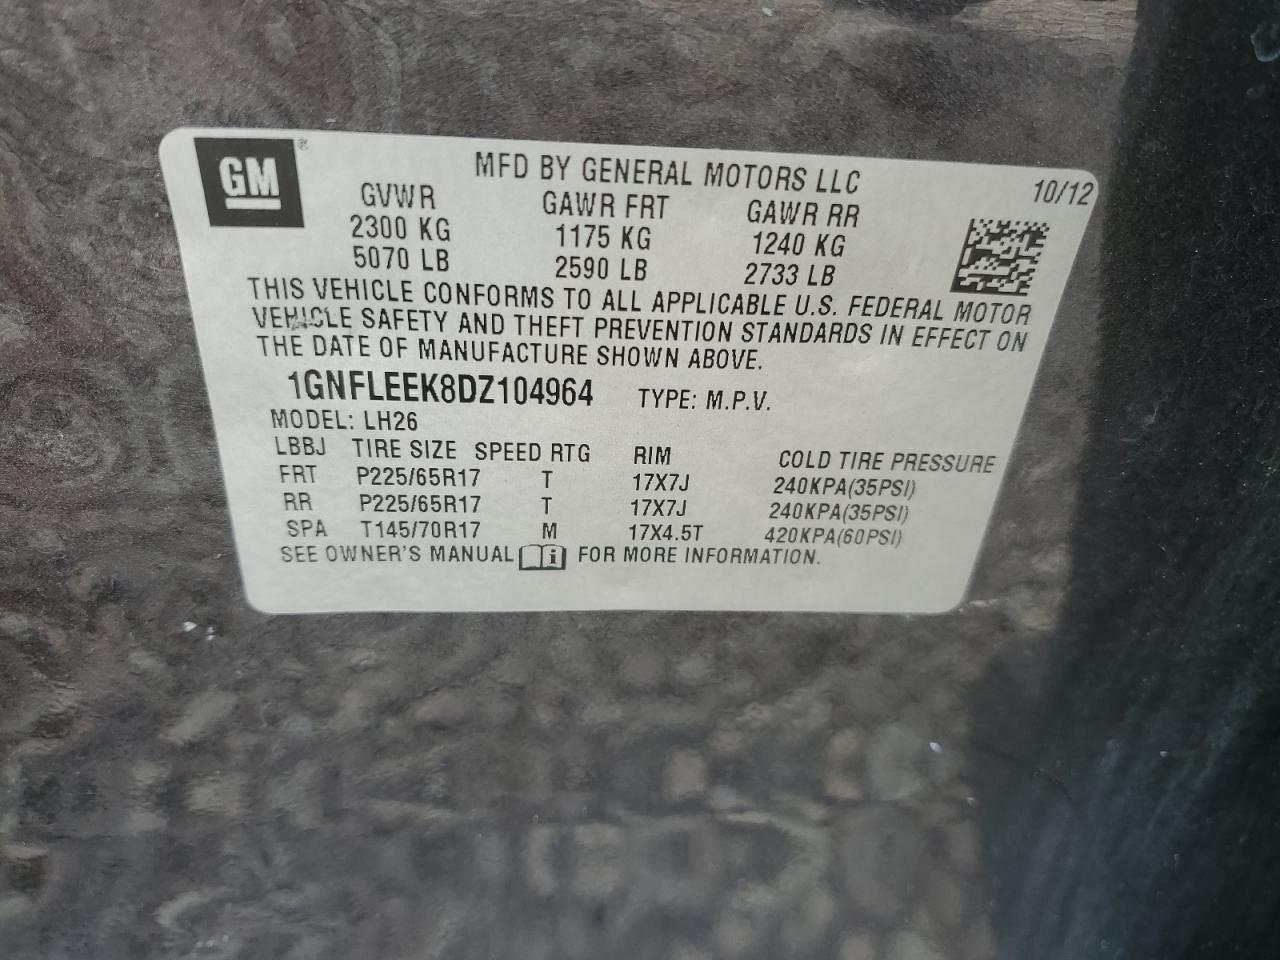 GM ®
MFD BY GENERAL MOTORS LLC
10/12
GVWR GAWR FRT GAWR RR
2300 KG 1175 KG 1240 KG
5070 LB 2590 LB 2733 LB
THIS VEHICLE CONFORMS TO ALL APPLICABLE U.S. FEDERAL MOTOR
VEHICLE SAFETY AND THEFT PREVENTION STANDARDS IN EFFECT ON
THE DATE OF MANUFACTURE SHOWN ABOVE.
1GNFLEEK8DZ104964 TYPE: M.P.V.
MODEL: LH26
LBBJ TIRE SIZE SPEED RTG RIM COLD TIRE PRESSURE
FRT P225/65R17 T 17X7J 240KPA(35PSI)
RR P225/65R17 T 17X7J 240KPA(35PSI)
SPA T145/70R17 M 17X4.5T 420KPA(60PSI)
SEE OWNER'S MANUAL i FOR MORE INFORMATION.